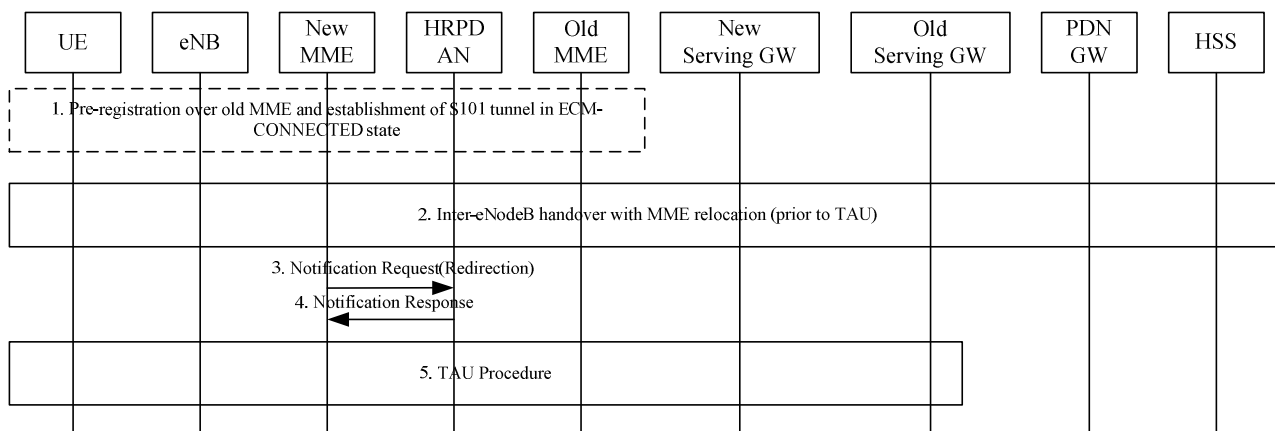 UE
eNB
New
MME
HRPD
AN
Old
MME
New
Serving GW
Old
Serving GW
PDN
GW
HSS
1. Pre-registration over old MME and establishment of S101 tunnel in ECM-
CONNECTED state
2. Inter-eNodeB handover with MME relocation (prior to TAU)
3. Notification Request(Redirection)
4. Notification Response
5. TAU Procedure